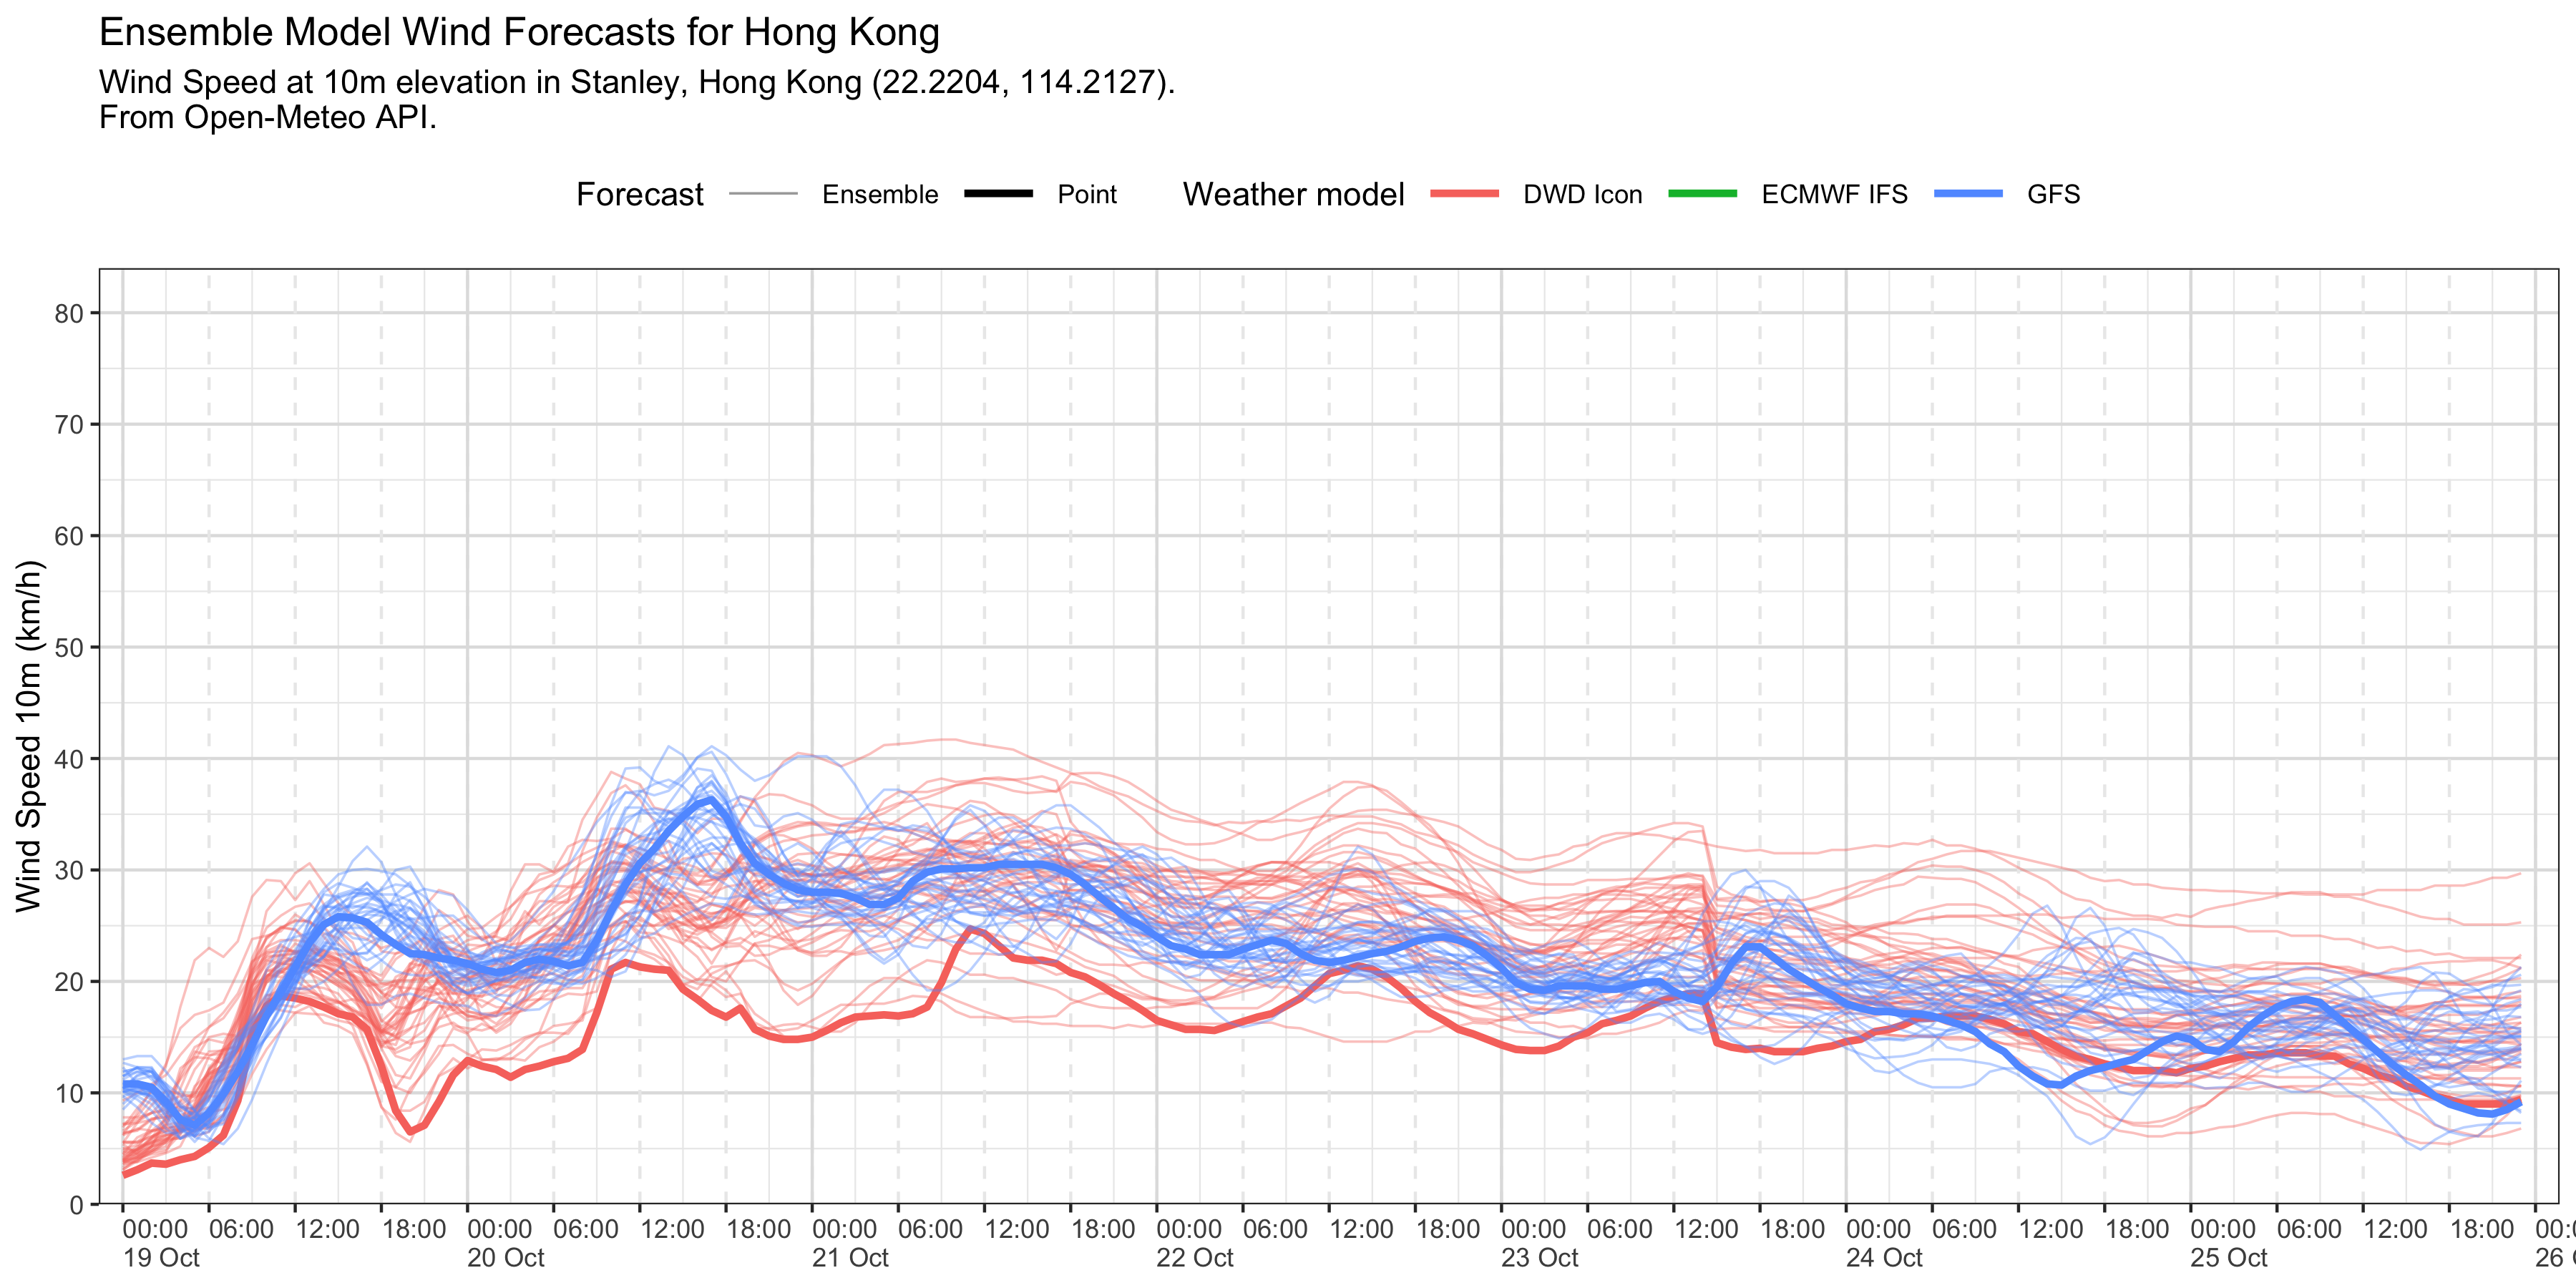 Ensemble Model Wind Forecasts for Hong Kong
Wind Speed at 10m elevation in Stanley, Hong Kong (22.2204, 114.2127).
From Open-Meteo API.
Forecast Ensemble Point Weather model DWD Icon ECMWF IFS GFS
Wind Speed 10m (km/h)
80
70
60
50
40
30
20
10
0
00:00 06:00 12:00 18:00 00:00 06:00 12:00 18:00 00:00 06:00 12:00 18:00 00:00 06:00 12:00 18:00 00:00 06:00 12:00 18:00 00:00 06:00 12:00 18:00 00:00 06:00 12:00 18:00
19 Oct 20 Oct 21 Oct 22 Oct 23 Oct 24 Oct 25 Oct 26